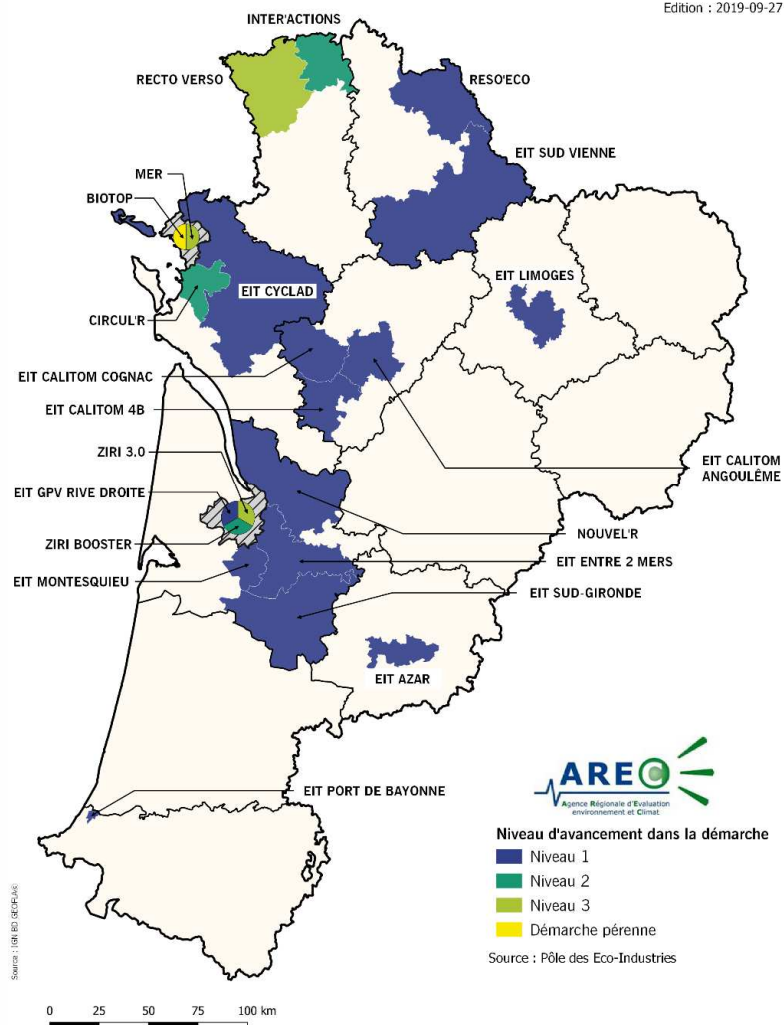 Edition : 2019-09-27
INTER'ACTIONS
RECTO VERSO
RESO'ECO
EIT SUD VIENNE
MER
BIOTOP
EIT LIMOGES
EIT CYCLAD
CIRCUL'R
EIT CALITOM COGNAC
EIT CALITOM 4B
ZIRI 3.0
EIT CALITOM
ANGOULÊME
EIT GPV RIVE DROITE
NOUVEL'R
ZIRI BOOSTER
EIT ENTRE 2 MERS
EIT MONTESQUIEU
EIT SUD-GIRONDE
EIT AZAR
EIT PORT DE BAYONNE
AREC
Agence Régionale d'Evaluation
environnement et Climat
Niveau d'avancement dans la démarche
Niveau 1
Niveau 2
Niveau 3
Démarche pérenne
Source : Pôle des Eco-Industries
Source : IGN BD GEOFLA®
0 25 50 75 100 km